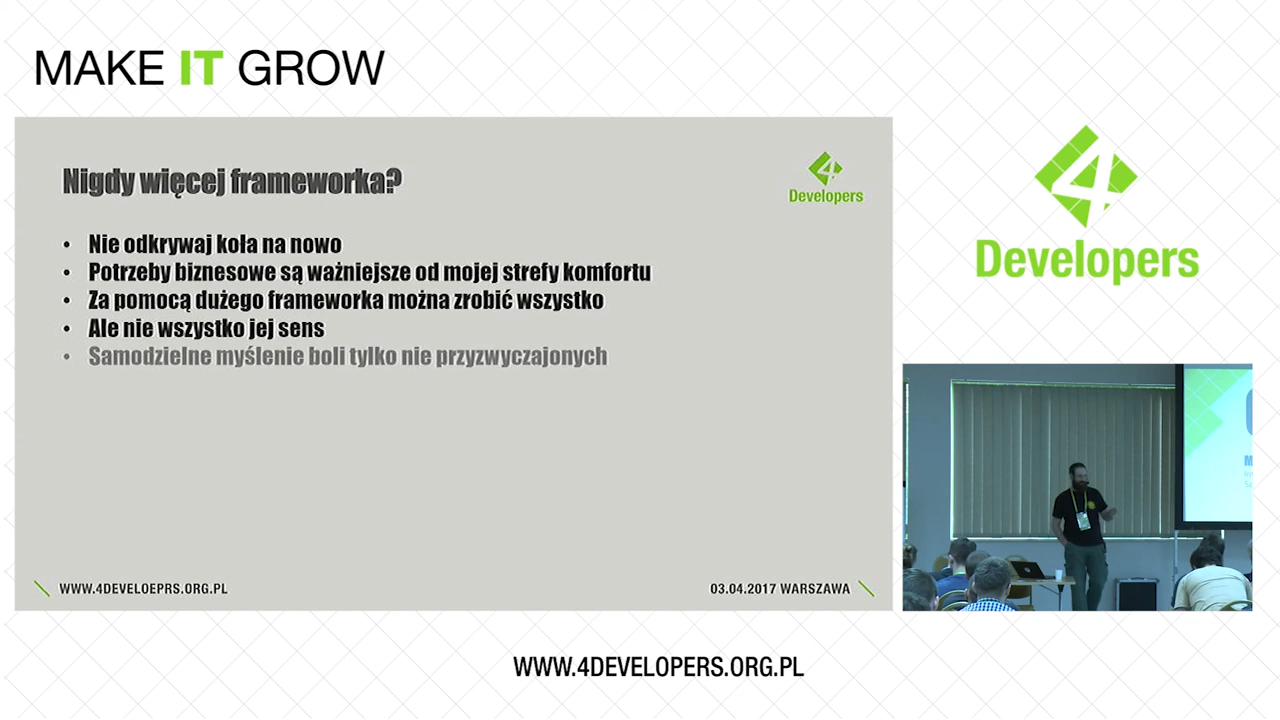 MAKE IT GROW
Nigdy więcej frameworka?
4
Developers
• Nie odkrywaj koła na nowo
• Potrzeby biznesowe są ważniejsze od mojej strefy komfortu
• Za pomocą dużego frameworka można zrobić wszystko
• Ale nie wszystko jej sens
• Samodzielne myślenie boli tylko nie przyzwyczajonych
WWW.4DEVELOEPRS.ORG.PL
03.04.2017 WARSZAWA
4
Developers
WWW.4DEVELOPERS.ORG.PL